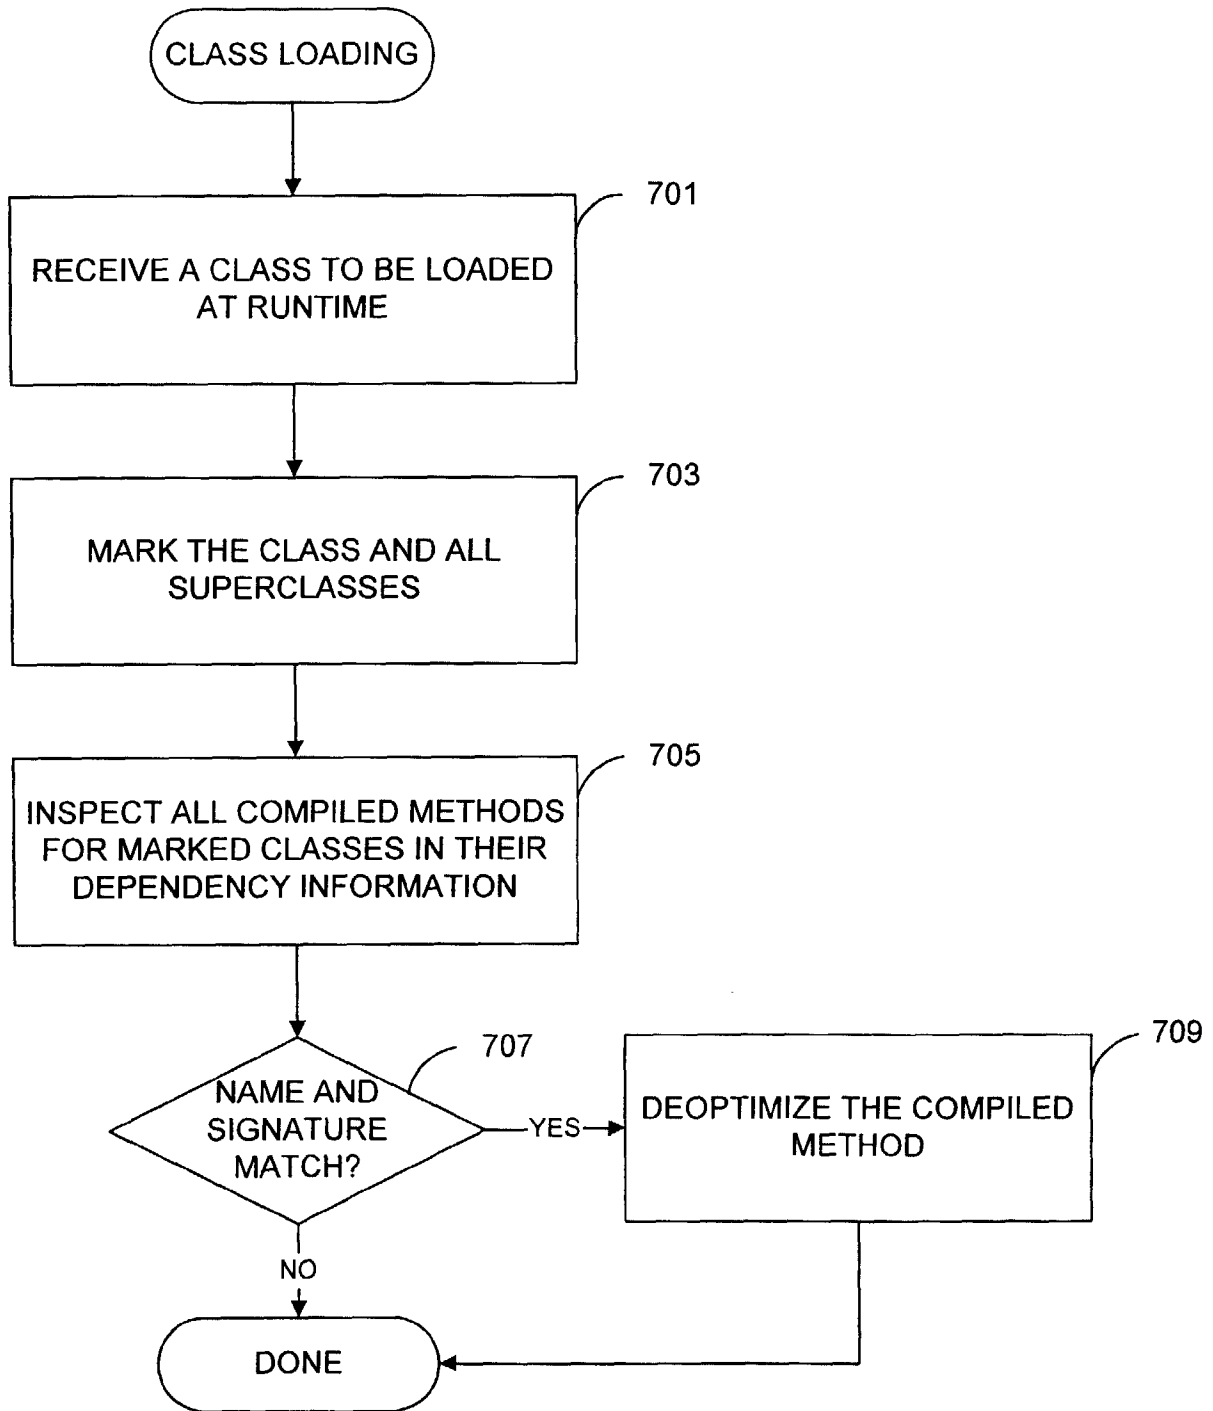 CLASS LOADING
701
RECEIVE A CLASS TO BE LOADED
AT RUNTIME
703
MARK THE CLASS AND ALL
SUPERCLASSES
705
INSPECT ALL COMPILED METHODS
FOR MARKED CLASSES IN THEIR
DEPENDENCY INFORMATION
707
NAME AND
SIGNATURE
MATCH?
YES
709
DEOPTIMIZE THE COMPILED
METHOD
NO
DONE